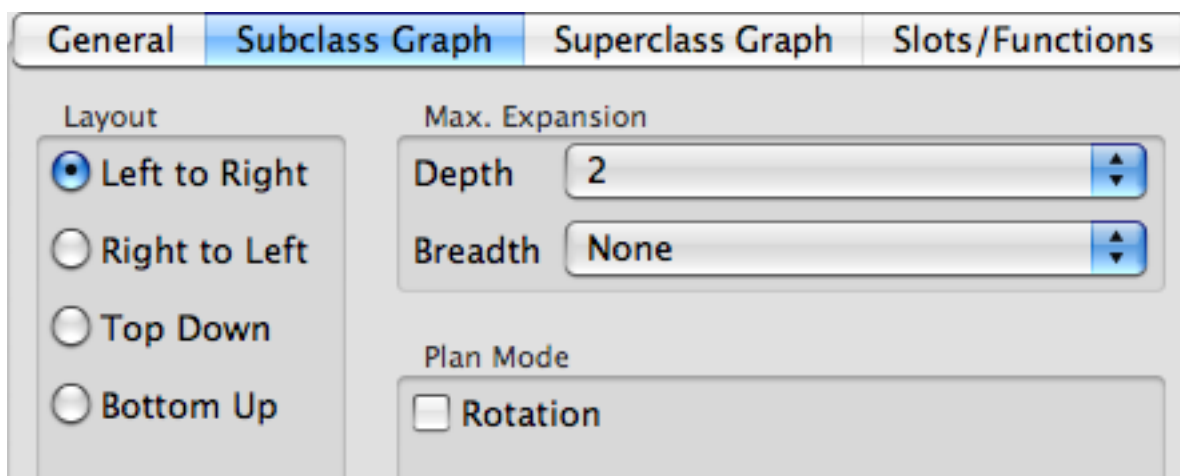 General Subclass Graph Superclass Graph Slots/Functions
Layout
Left to Right
Right to Left
Top Down
Bottom Up
Max. Expansion
Depth 2
Breadth None
Plan Mode
Rotation